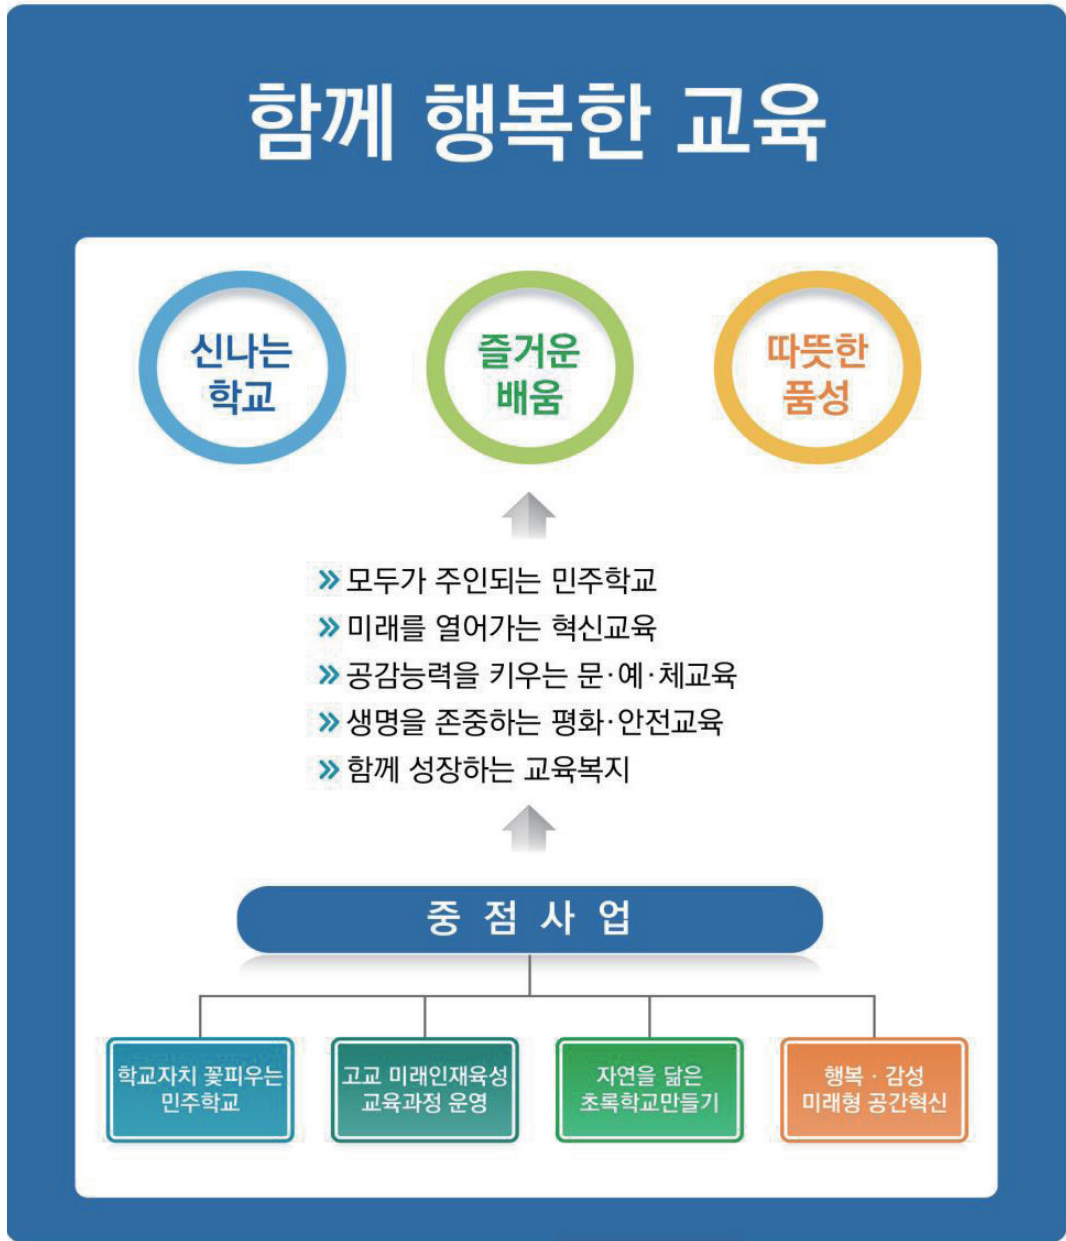 함께 행복한 교육
신나는
학교
즐거운
배움
따뜻한
품성
» 모두가 주인되는 민주학교
» 미래를 열어가는 혁신교육
» 공감능력을 키우는 문·예·체교육
» 생명을 존중하는 평화·안전교육
» 함께 성장하는 교육복지
중 점 사 업
학교자치 꽃피우는
민주학교
고교 미래인재육성
교육과정 운영
자연을 닮은
초록학교만들기
행복 · 감성
미래형 공간혁신